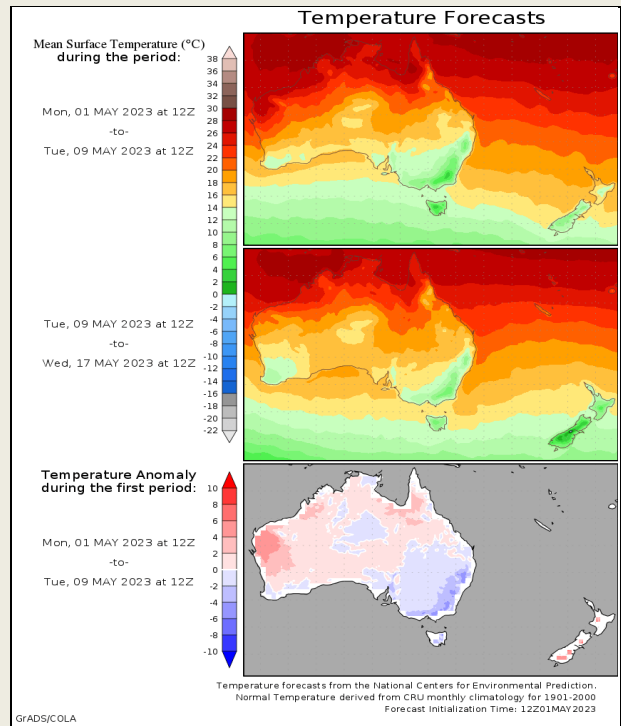 Temperature Forecasts
Mean Surface Temperature (°C)
during the period:
Mon, 01 MAY 2023 at 12Z
-to-
Tue, 09 MAY 2023 at 12Z
38
36
34
32
30
28
26
24
22
20
18
16
14
12
10
8
6
4
2
0
-2
-4
-6
-8
-10
-12
-14
-16
-18
-20
-22
Tue, 09 MAY 2023 at 12Z
-to-
Wed, 17 MAY 2023 at 12Z
Temperature Anomaly
during the first period:
Mon, 01 MAY 2023 at 12Z
-to-
Tue, 09 MAY 2023 at 12Z
10
8
6
4
2
0
-2
-4
-6
-8
-10
Temperature forecasts from the National Centers for Environmental Prediction.
Normal Temperature derived from CRU monthly climatology for 1901-2000
Forecast Initialization Time: 12Z01MAY2023
GrADS/COLA